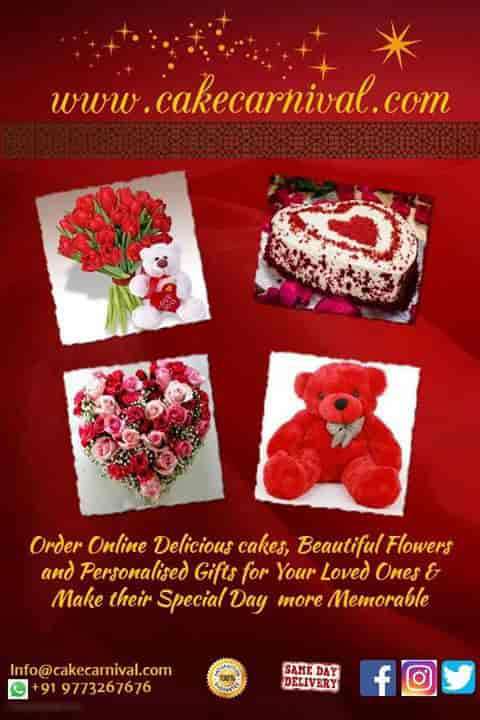 www.cakecarnival.com
Order Online Delicious cakes, Beautiful Flowers
and Personalised Gifts for Your Loved Ones &
Make their Special Day more Memorable
Info@cakecarnival.com
+91 9773267676
100%
SAME DAY
DELIVERY